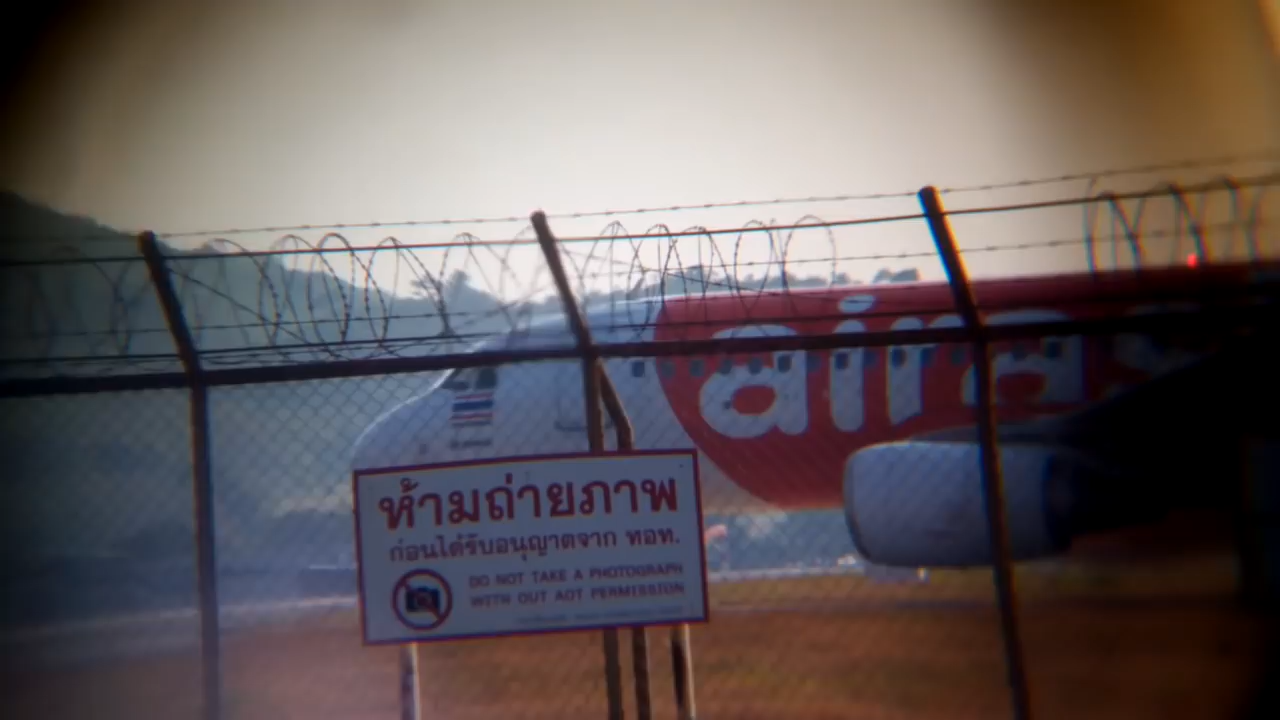 airas
ห้ามถ่ายภาพ
ก่อนได้รับอนุญาตจาก ทอท.
DO NOT TAKE A PHOTOGRAPH
WITH OUT AOT PERMISSION